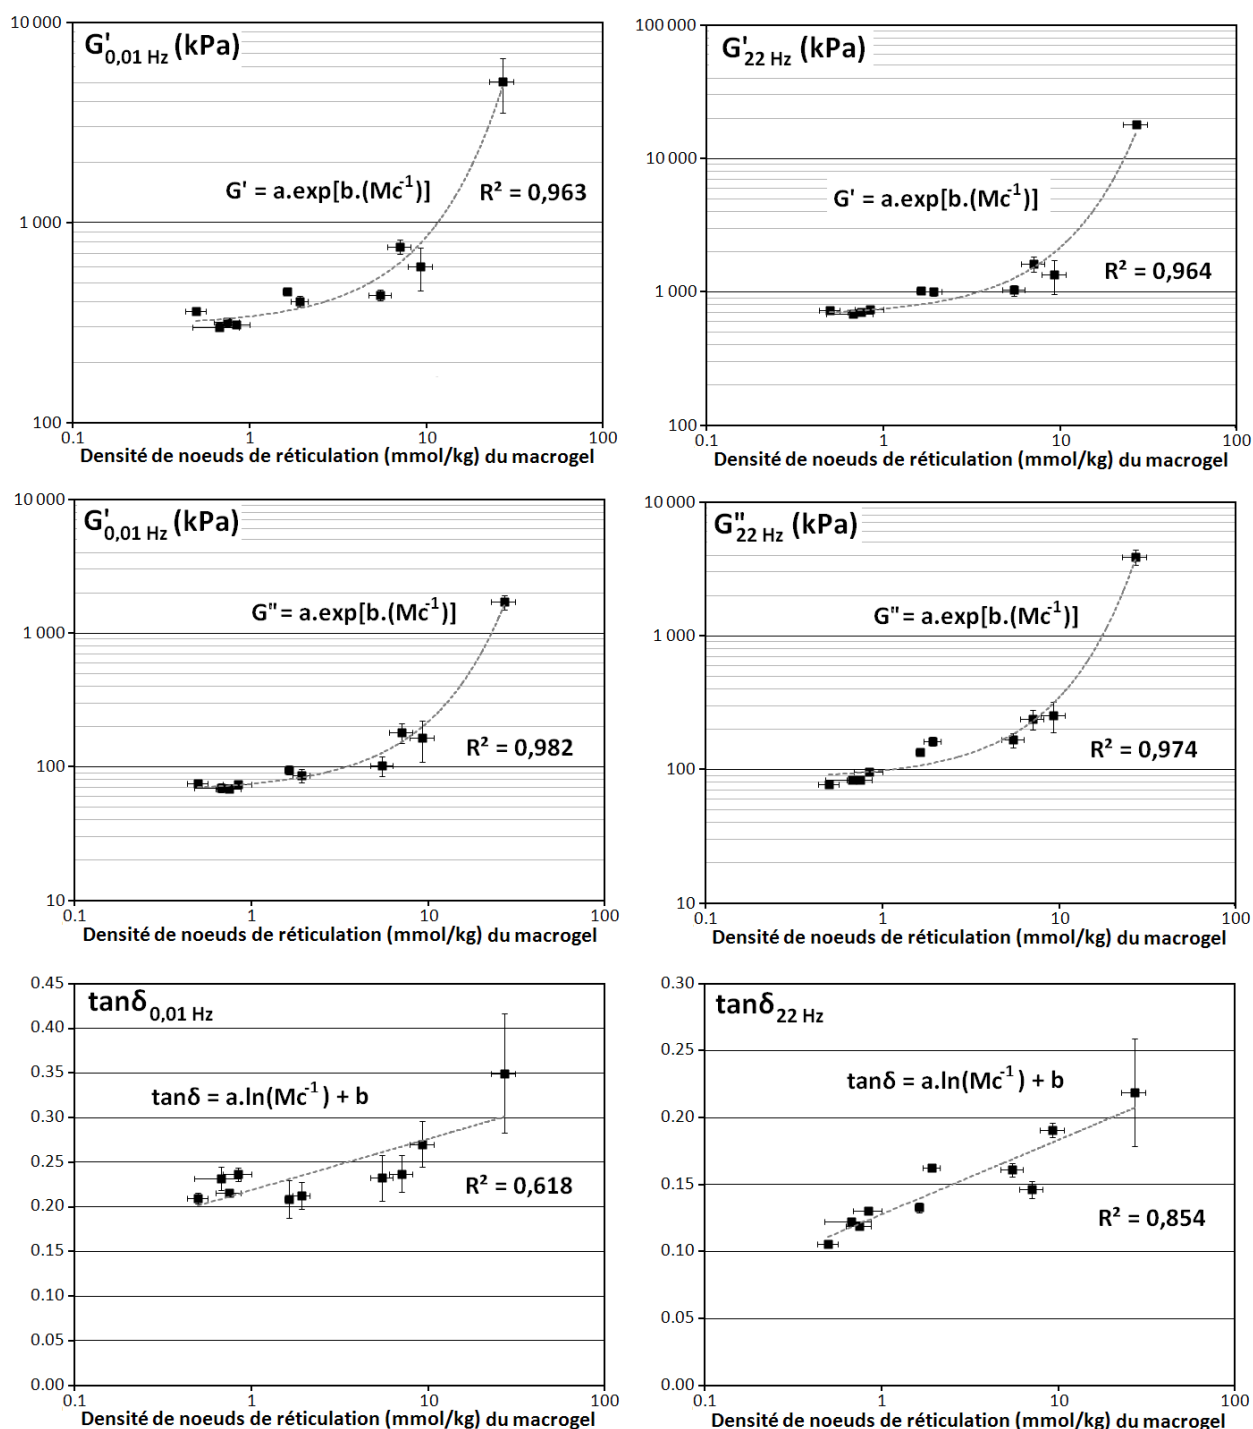 G'0,01 Hz (kPa)
10 000
1 000
100
G' = a.exp[b.(Mc-1)]
R² = 0,963
0.1 1 10 100
Densité de noeuds de réticulation (mmol/kg) du macrogel
G'22 Hz (kPa)
100 000
10 000
1 000
100
G' = a.exp[b.(Mc-1)]
R² = 0,964
0.1 1 10 100
Densité de noeuds de réticulation (mmol/kg) du macrogel
G'0,01 Hz (kPa)
10 000
1 000
100
10
G" = a.exp[b.(Mc-1)]
R² = 0,982
0.1 1 10 100
Densité de noeuds de réticulation (mmol/kg) du macrogel
G"22 Hz (kPa)
10 000
1 000
100
10
G" = a.exp[b.(Mc-1)]
R² = 0,974
0.1 1 10 100
Densité de noeuds de réticulation (mmol/kg) du macrogel
tanδ0,01 Hz
0.45
0.40
0.35
0.30
0.25
0.20
0.15
0.10
0.05
0.00
tanδ = a.ln(Mc-1) + b
R² = 0,618
0.1 1 10 100
Densité de noeuds de réticulation (mmol/kg) du macrogel
tanδ22 Hz
0.30
0.25
0.20
0.15
0.10
0.05
0.00
tanδ = a.ln(Mc-1) + b
R² = 0,854
0.1 1 10 100
Densité de noeuds de réticulation (mmol/kg) du macrogel